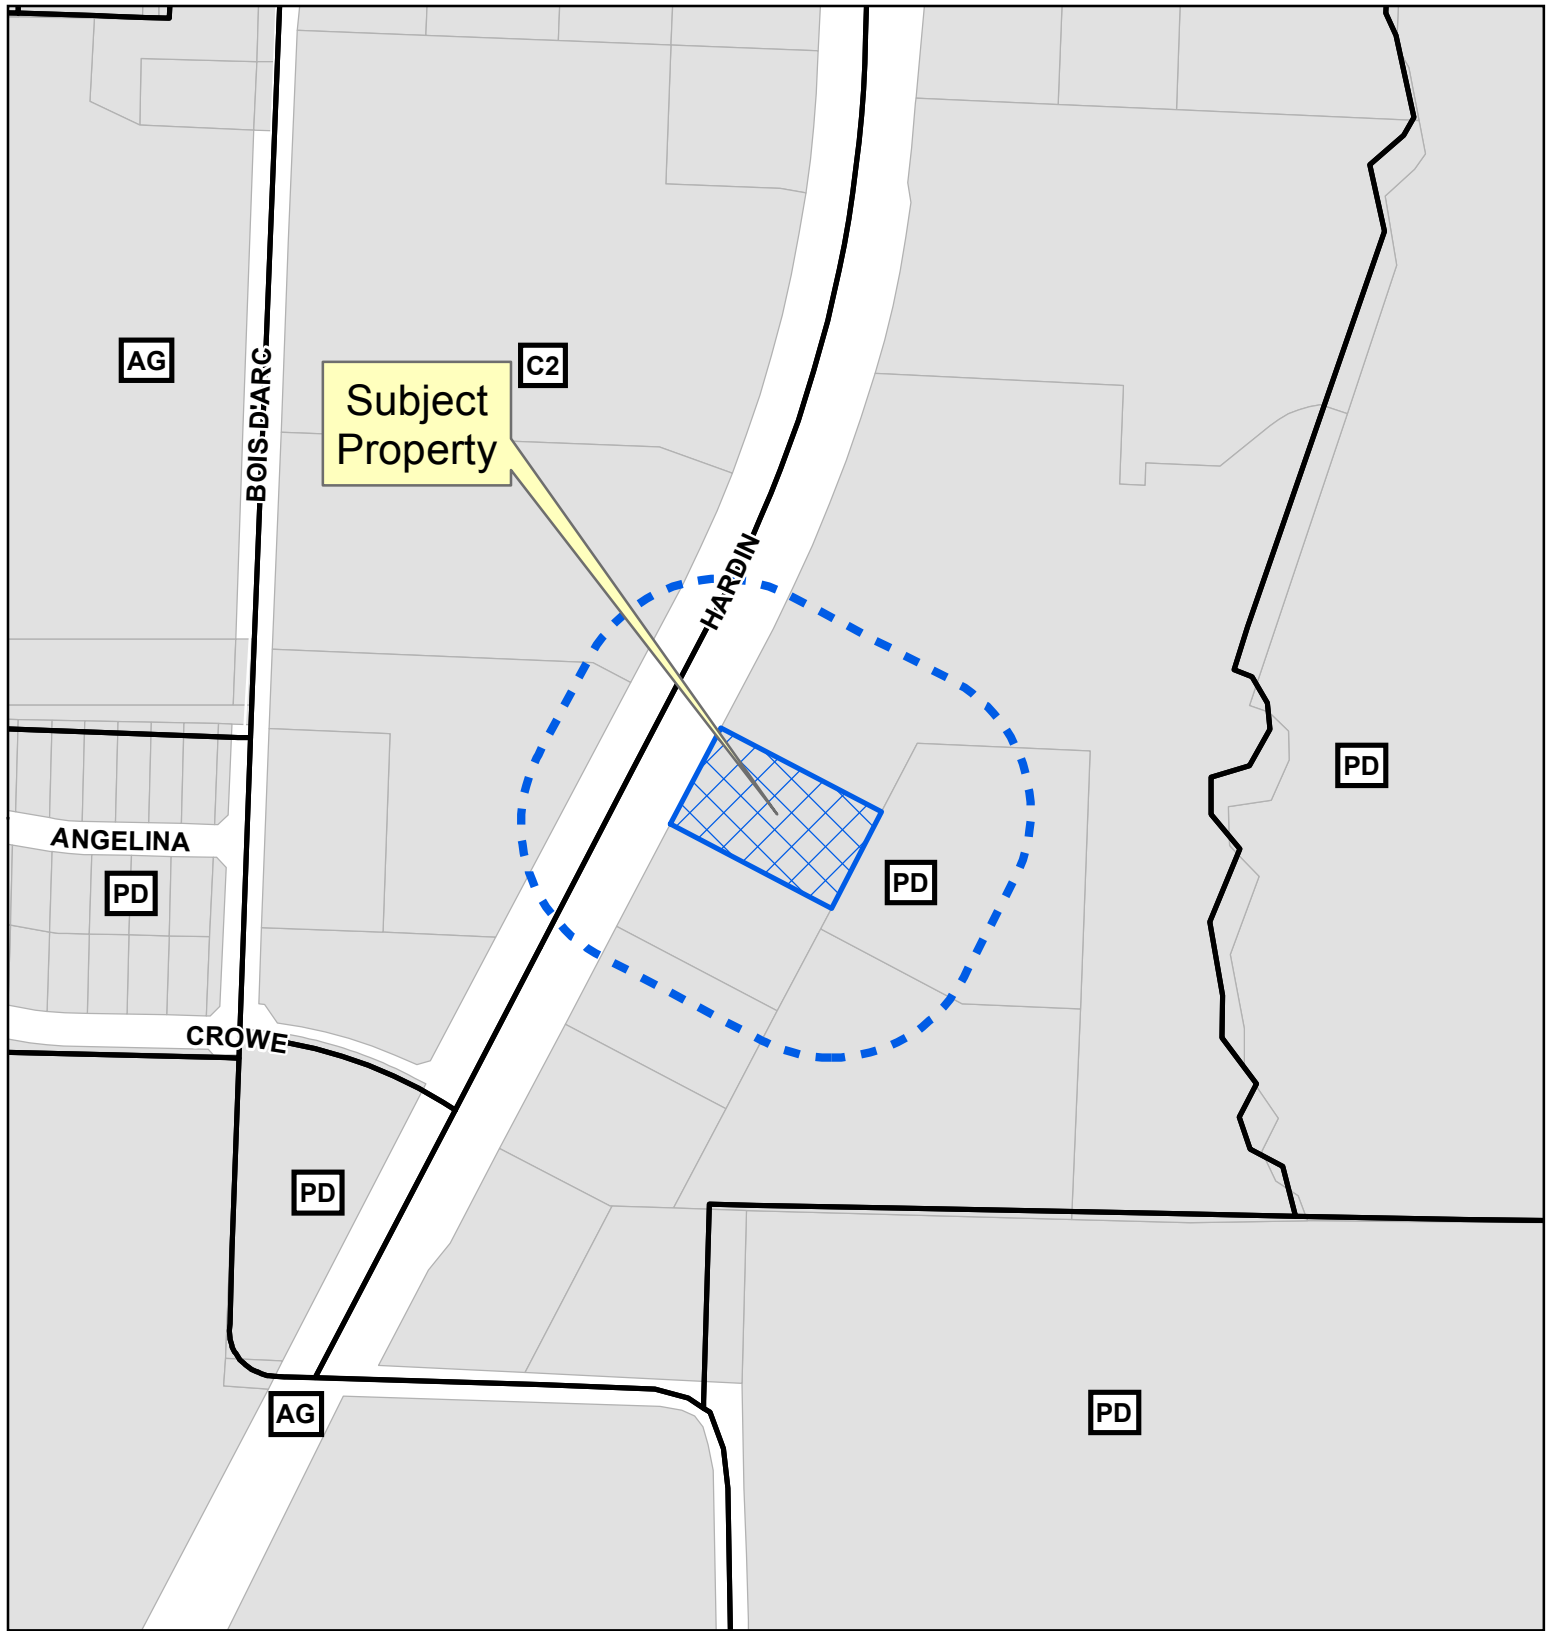 AG
BOIS D'ARC
C2
Subject
Property
HARDIN
PD
ANGELINA
PD
PD
CROWE
PD
AG
PD